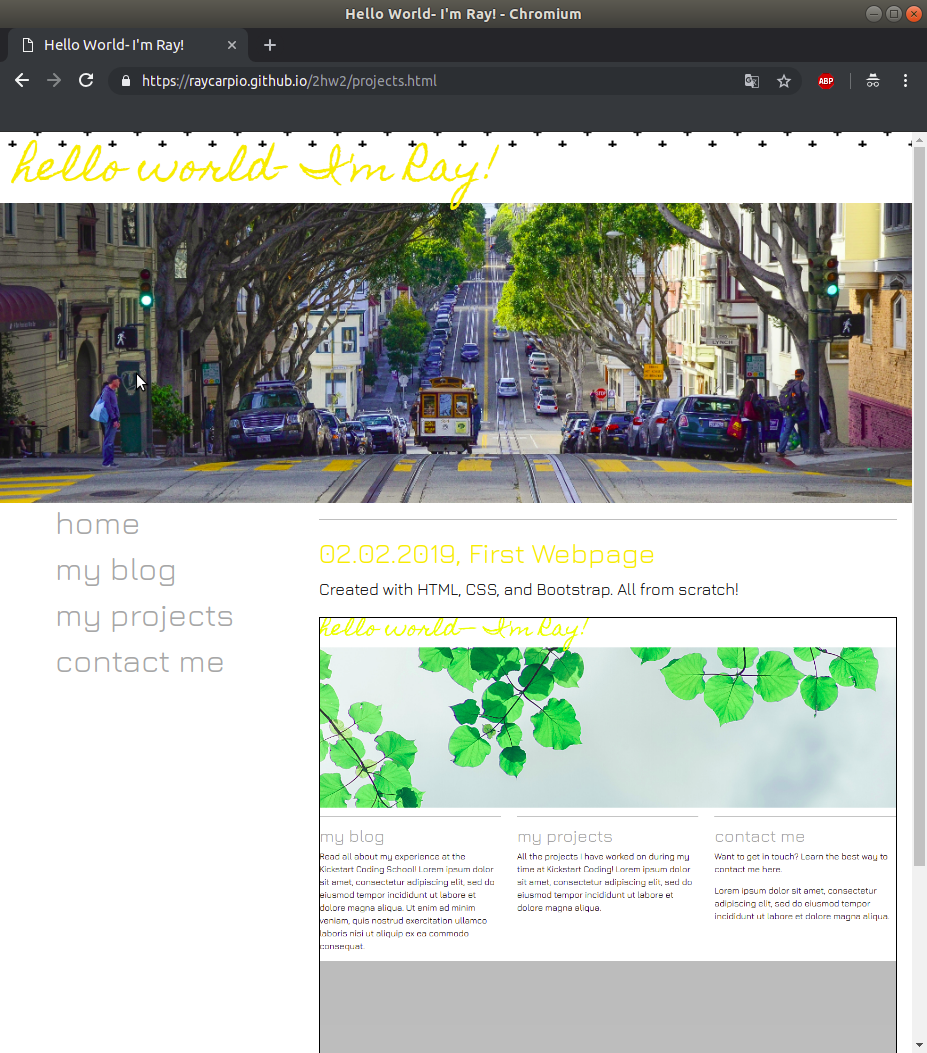 Hello World- I'm Ray! - Chromium
Hello World- I'm Ray!
https://raycarpio.github.io/2hw2/projects.html
ABP
hello world- I'm Ray!
LYNCH
STOP
home
my blog
my projects
contact me
02.02.2019, First Webpage
Created with HTML, CSS, and Bootstrap. All from scratch!
hello world- I'm Ray!
my blog
Read all about my experience at the
Kickstart Coding School! Lorem ipsum dolor
sit amet, consectetur adipiscing elit, sed do
eiusmod tempor incididunt ut labore et
dolore magna aliqua. Ut enim ad minim
veniam, quis nostrud exercitation ullamco
laboris nisi ut aliquip ex ea commodo
consequat.
my projects
All the projects I have worked on during my
time at Kickstart Coding! Lorem ipsum dolor
sit amet, consectetur adipiscing elit, sed do
eiusmod tempor incididunt ut labore et
dolore magna aliqua.
contact me
Want to get in touch? Learn the best way to
contact me here.
Lorem ipsum dolor sit amet, consectetur
adipiscing elit, sed do eiusmod tempor
incididunt ut labore et dolore magna aliqua.